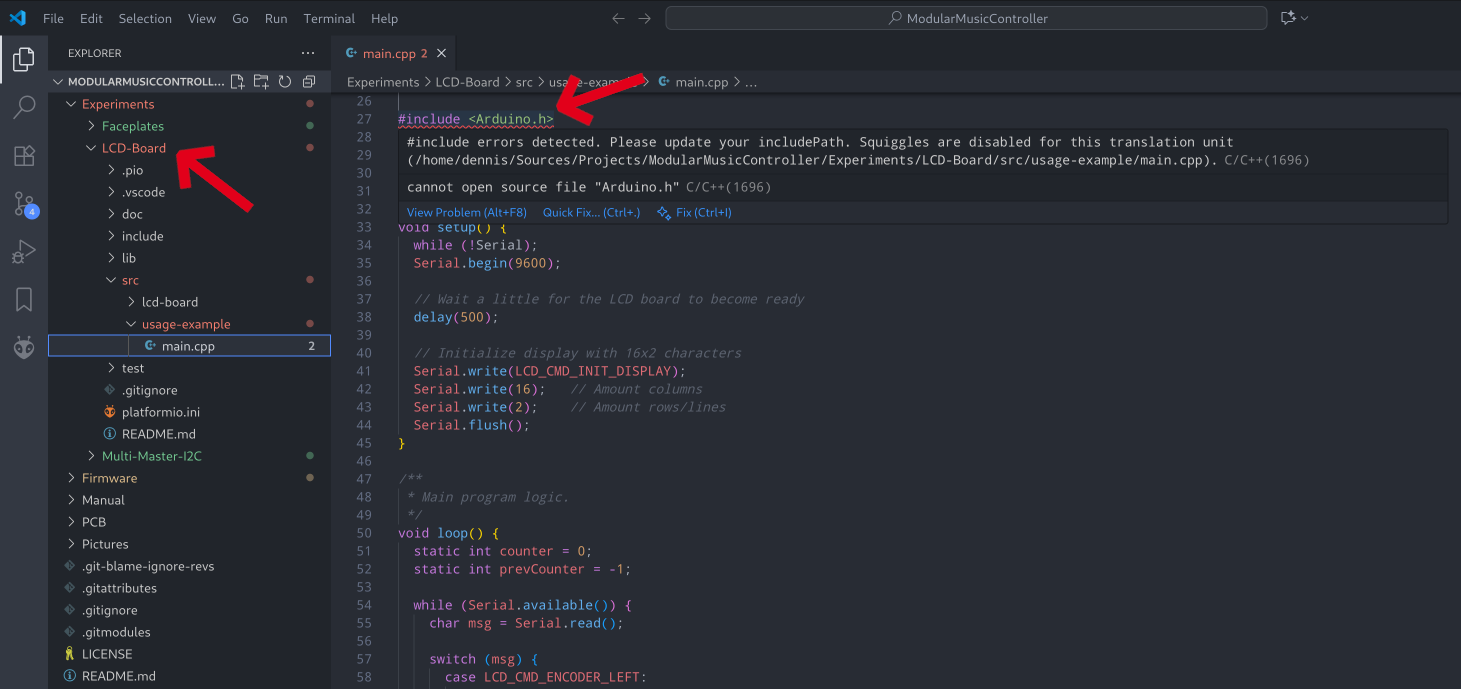 File Edit Selection View Go Run Terminal Help
ModularMusicController
EXPLORER
MODULARMUSICCONTROLL...
Experiments
Faceplates
LCD-Board
.pio
.vscode
doc
include
lib
src
lcd-board
usage-example
main.cpp 2
test
.gitignore
platformio.ini
README.md
Multi-Master-I2C
Firmware
Manual
PCB
Pictures
.git-blame-ignore-revs
.gitattributes
.gitignore
.gitmodules
LICENSE
README.md
4
main.cpp 2
Experiments > LCD-Board > src > > main.cpp > ...
26
27 #include <Arduino.h>
28
29
30
31
32
#include errors detected. Please update your includePath. Squiggles are disabled for this translation unit
(/home/dennis/Sources/Projects/ModularMusicController/Experiments/LCD-Board/src/usage-example/main.cpp). C/C++(1696)
cannot open source file "Arduino.h" C/C++(1696)
View Problem (Alt+F8) Quick Fix... (Ctrl+.) Fix (Ctrl+I)
33 void setup() {
34 while (!Serial);
35 Serial.begin(9600);
36
37 // Wait a little for the LCD board to become ready
38 delay(500);
39
40 // Initialize display with 16x2 characters
41 Serial.write(LCD_CMD_INIT_DISPLAY);
42 Serial.write(16); // Amount columns
43 Serial.write(2); // Amount rows/lines
44 Serial.flush();
45 }
46
47 /**
48 * Main program logic.
49 */
50 void loop() {
51 static int counter = 0;
52 static int prevCounter = -1;
53
54 while (Serial.available()) {
55 char msg = Serial.read();
56
57 switch (msg) {
58 case LCD_CMD_ENCODER_LEFT: